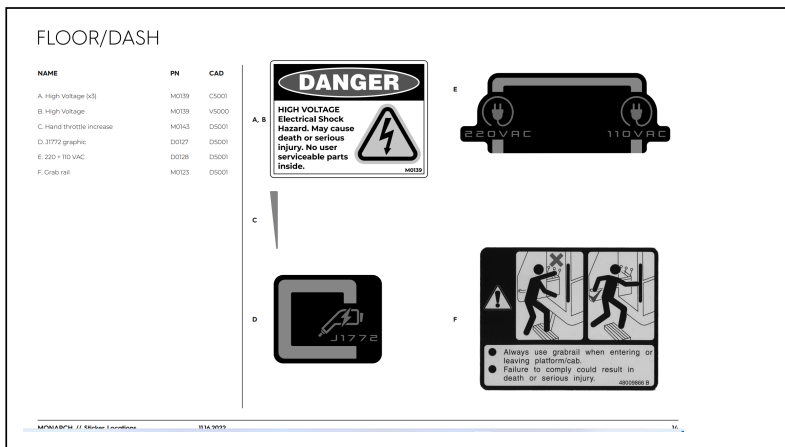 FLOOR/DASH
NAME PN CAD
A. High Voltage (x3) M0139 C5001
B. High Voltage M0139 V5000
C. Hand throttle increase M0143 D5001
D. J1772 graphic D0127 D5001
E. 220 + 110 VAC D0128 D5001
F. Grab rail M0123 D5001
A, B
DANGER
HIGH VOLTAGE
Electrical Shock
Hazard. May cause
death or serious
injury. No user
serviceable parts
inside.
M0139
C
D
J1772
E
220VAC 110VAC
F
Always use grabrail when entering or
leaving platform/cab.
Failure to comply could result in
death or serious injury.
48009866 B
MONARCH // Sticker Locations 11.16.2022